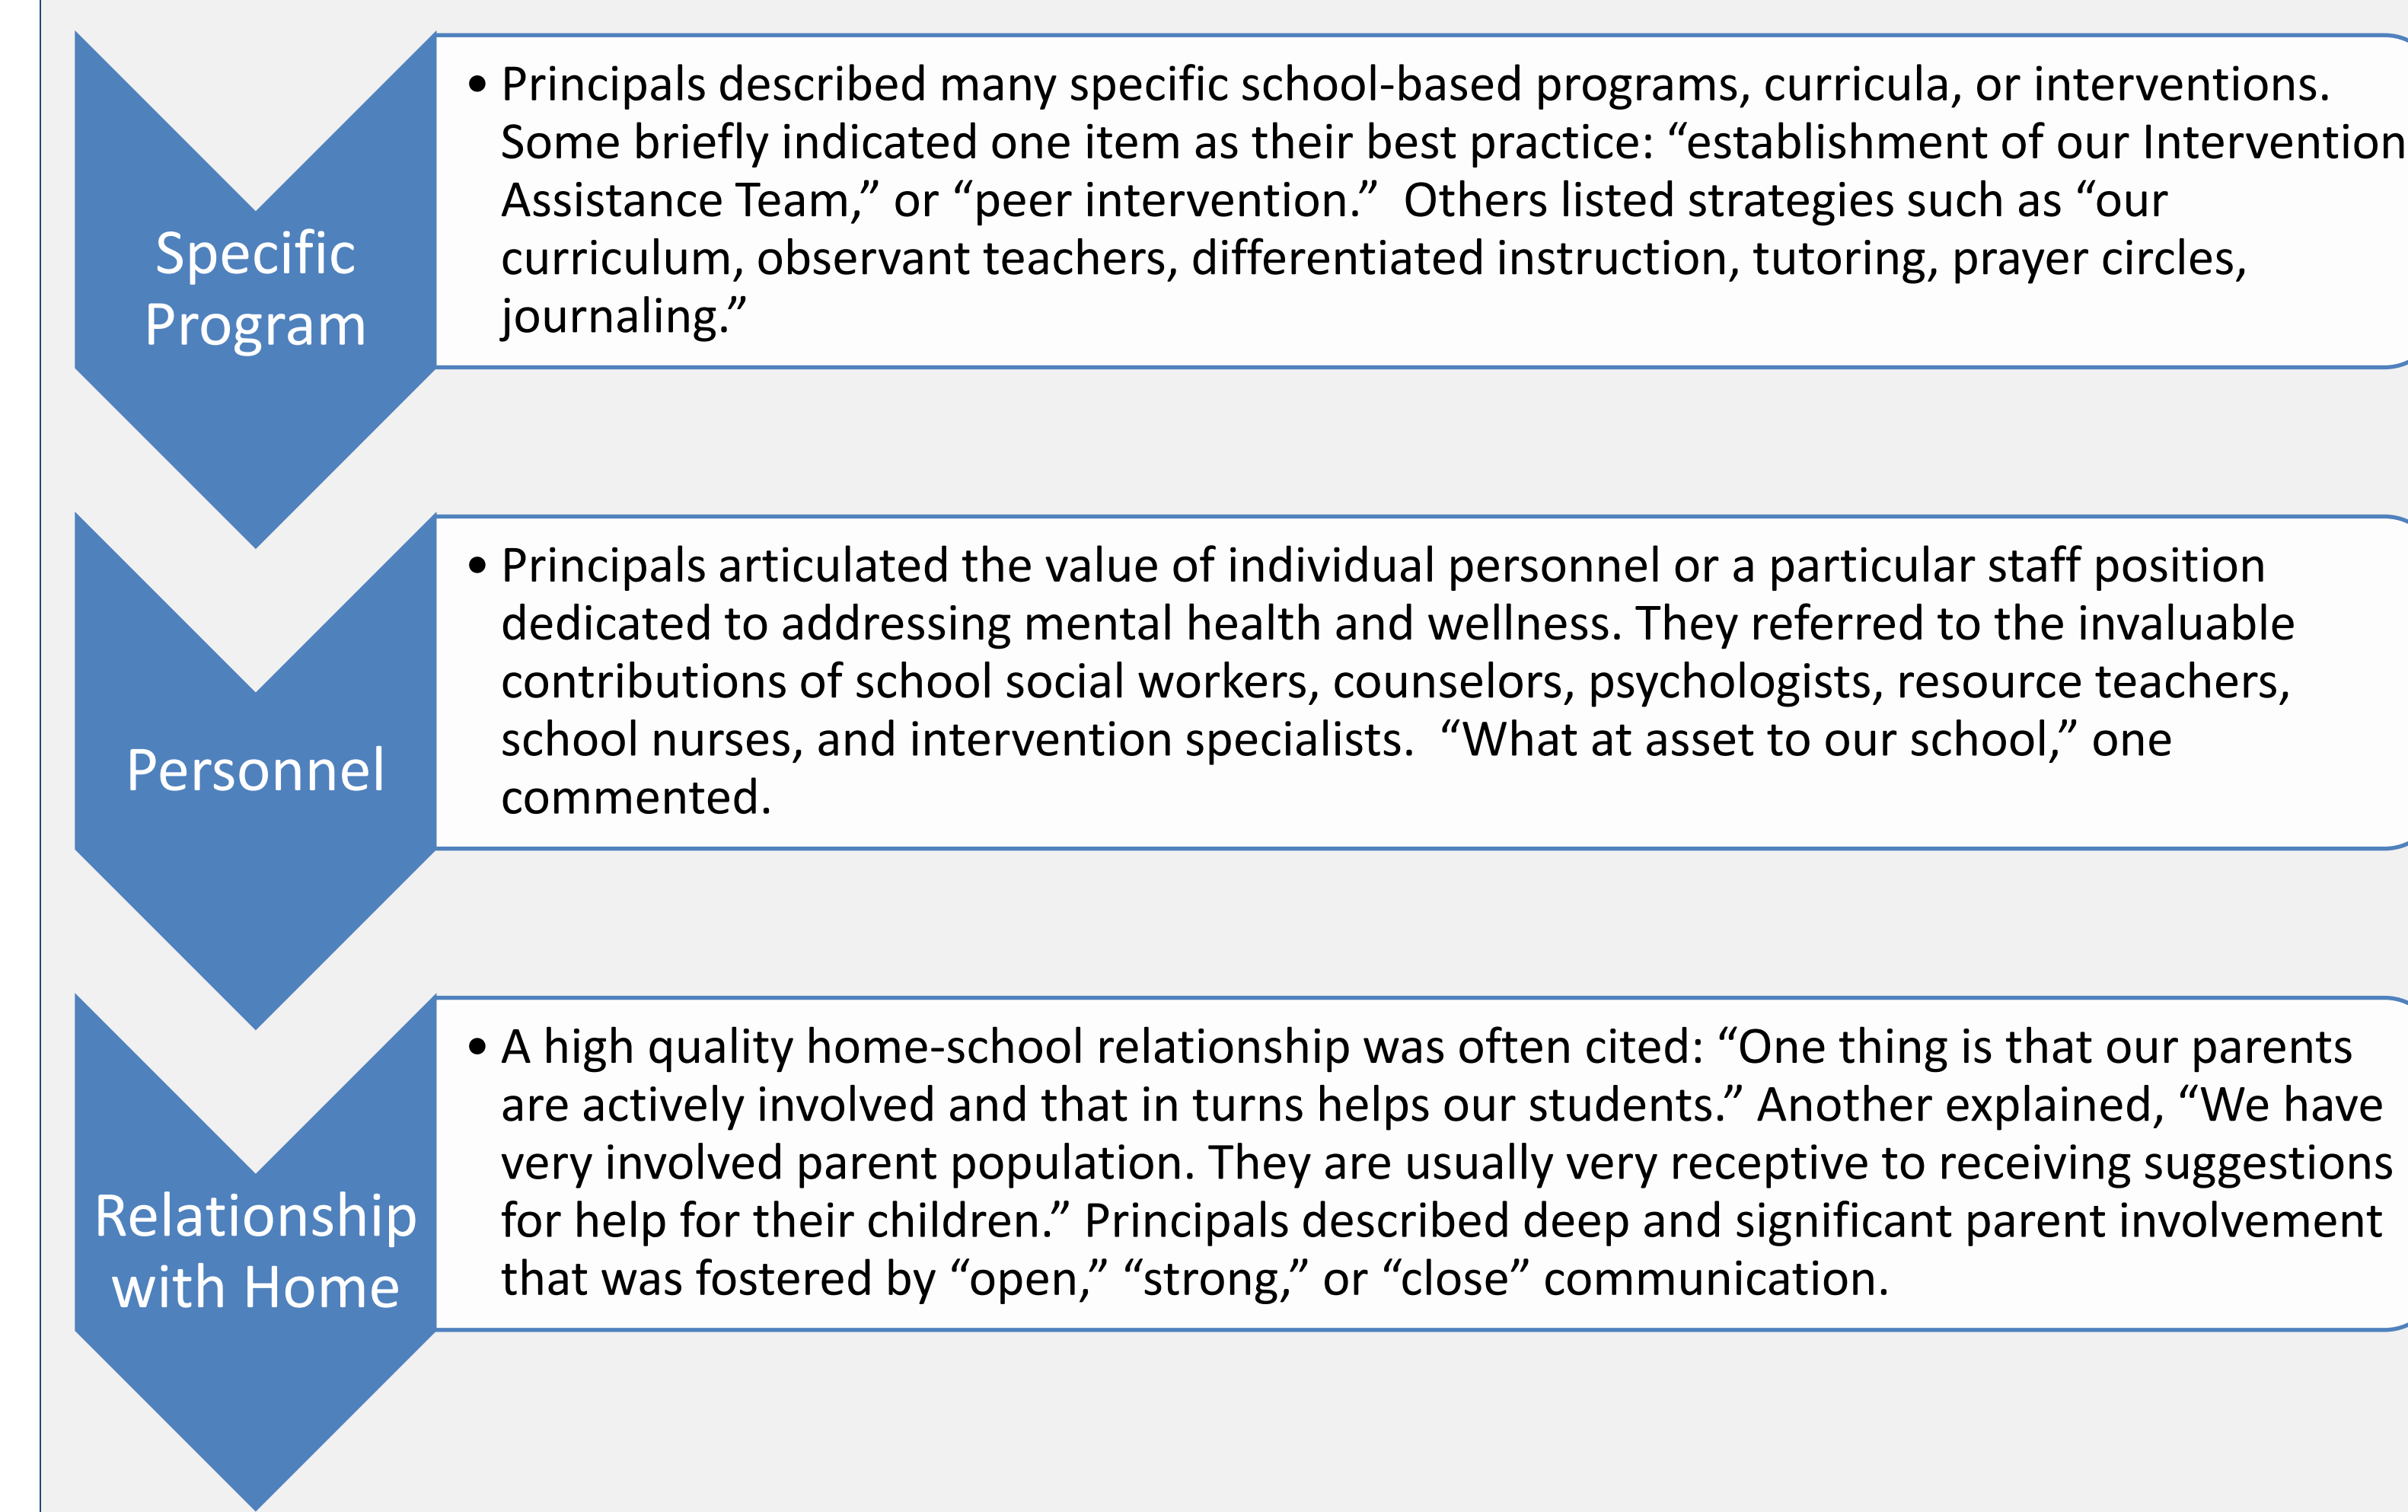 Specific
Program
• Principals described many specific school-based programs, curricula, or interventions.
Some briefly indicated one item as their best practice: “establishment of our Intervention
Assistance Team,” or “peer intervention.”  Others listed strategies such as “our
curriculum, observant teachers, differentiated instruction, tutoring, prayer circles,
journaling.”
Personnel
• Principals articulated the value of individual personnel or a particular staff position
dedicated to addressing mental health and wellness. They referred to the invaluable
contributions of school social workers, counselors, psychologists, resource teachers,
school nurses, and intervention specialists.  “What at asset to our school,” one
commented.
Relationship
with Home
• A high quality home-school relationship was often cited: “One thing is that our parents
are actively involved and that in turns helps our students.” Another explained, “We have
very involved parent population. They are usually very receptive to receiving suggestions
for help for their children.” Principals described deep and significant parent involvement
that was fostered by “open,” “strong,” or “close” communication.